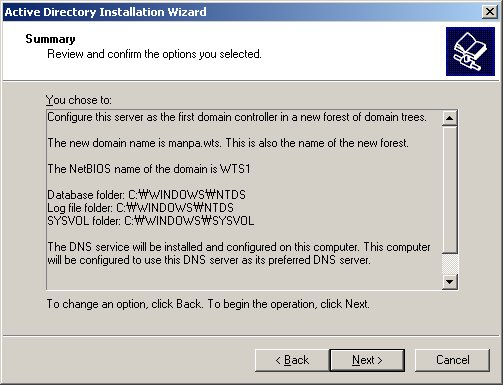 Active Directory Installation Wizard
Summary
Review and confirm the options you selected.
You chose to:
Configure this server as the first domain controller in a new forest of domain trees.
The new domain name is manpa.wts. This is also the name of the new forest.
The NetBIOS name of the domain is WTS1
Database folder: C:₩WINDOWS₩NTDS
Log file folder: C:₩WINDOWS₩NTDS
SYSVOL folder: C:₩WINDOWS₩SYSVOL
The DNS service will be installed and configured on this computer. This computer
will be configured to use this DNS server as its preferred DNS server.
To change an option, click Back. To begin the operation, click Next.
< Back Next > Cancel